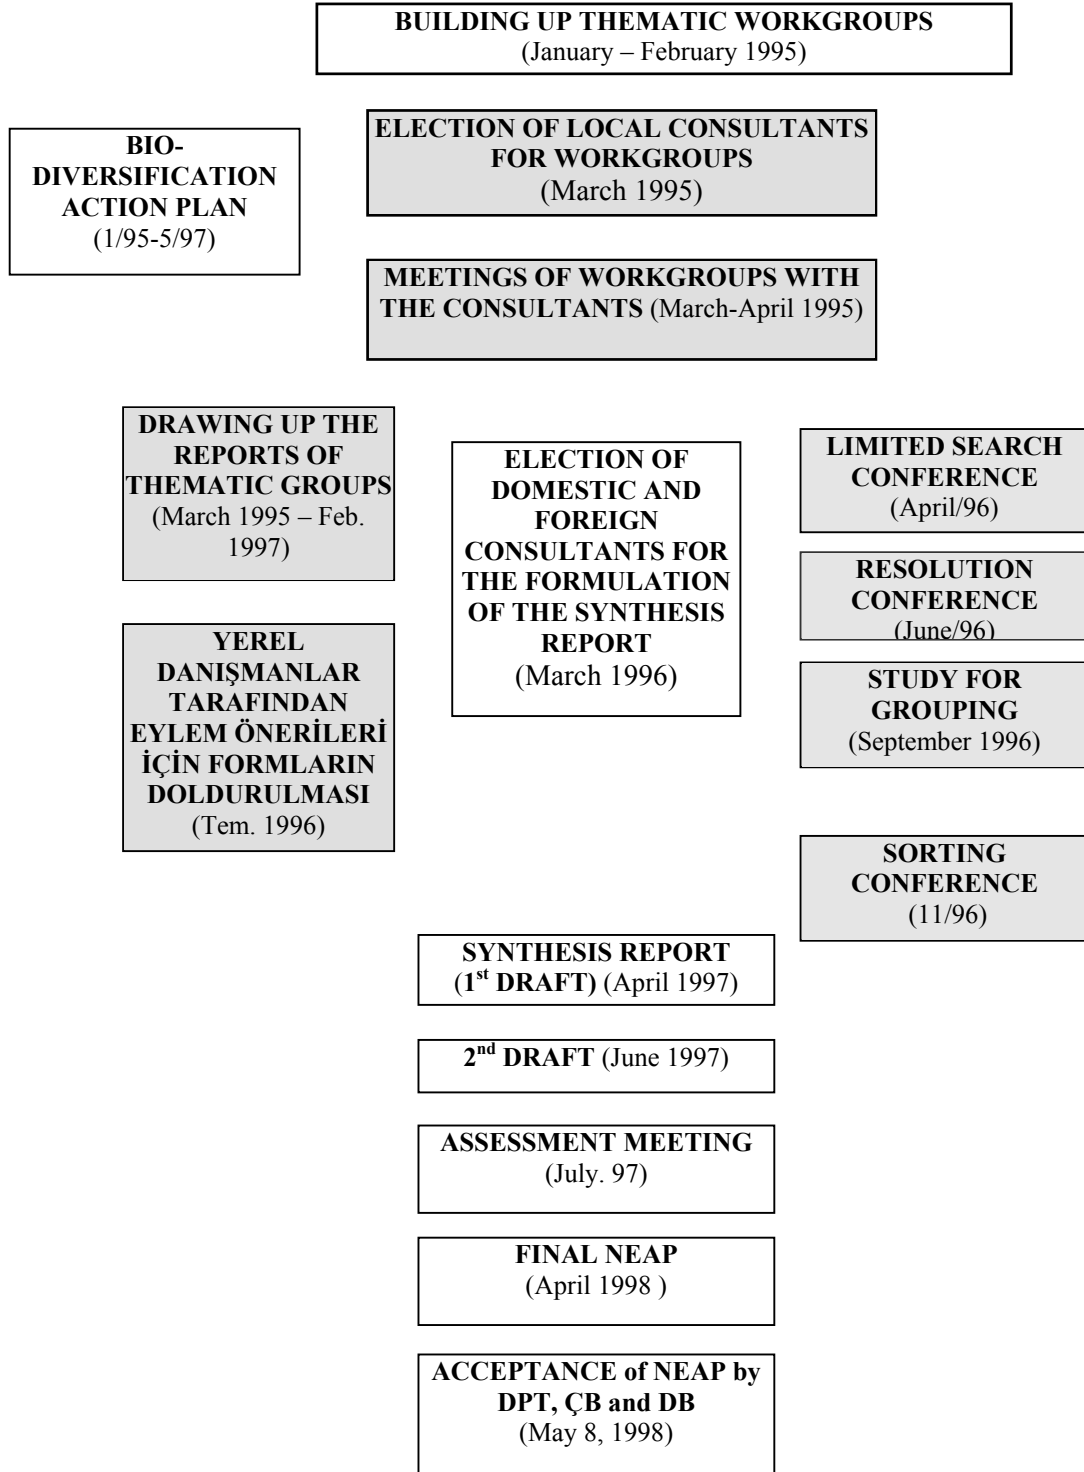 BUILDING UP THEMATIC WORKGROUPS
(January – February 1995)
ELECTION OF LOCAL CONSULTANTS
FOR WORKGROUPS
(March 1995)
BIO-
DIVERSIFICATION
ACTION PLAN
(1/95-5/97)
MEETINGS OF WORKGROUPS WITH
THE CONSULTANTS (March-April 1995)
DRAWING UP THE
REPORTS OF
THEMATIC GROUPS
(March 1995 – Feb.
1997)
YEREL
DANIŞMANLAR
TARAFINDAN
EYLEM ÖNERİLERİ
İÇİN FORMLARIN
DOLDURULMASI
(Tem. 1996)
ELECTION OF
DOMESTIC AND
FOREIGN
CONSULTANTS FOR
THE FORMULATION
OF THE SYNTHESIS
REPORT
(March 1996)
LIMITED SEARCH
CONFERENCE
(April/96)
RESOLUTION
CONFERENCE
(June/96)
STUDY FOR
GROUPING
(September 1996)
SORTING
CONFERENCE
(11/96)
SYNTHESIS REPORT
(1st DRAFT) (April 1997)
2nd DRAFT (June 1997)
ASSESSMENT MEETING
(July. 97)
FINAL NEAP
(April 1998 )
ACCEPTANCE of NEAP by
DPT, ÇB and DB
(May 8, 1998)